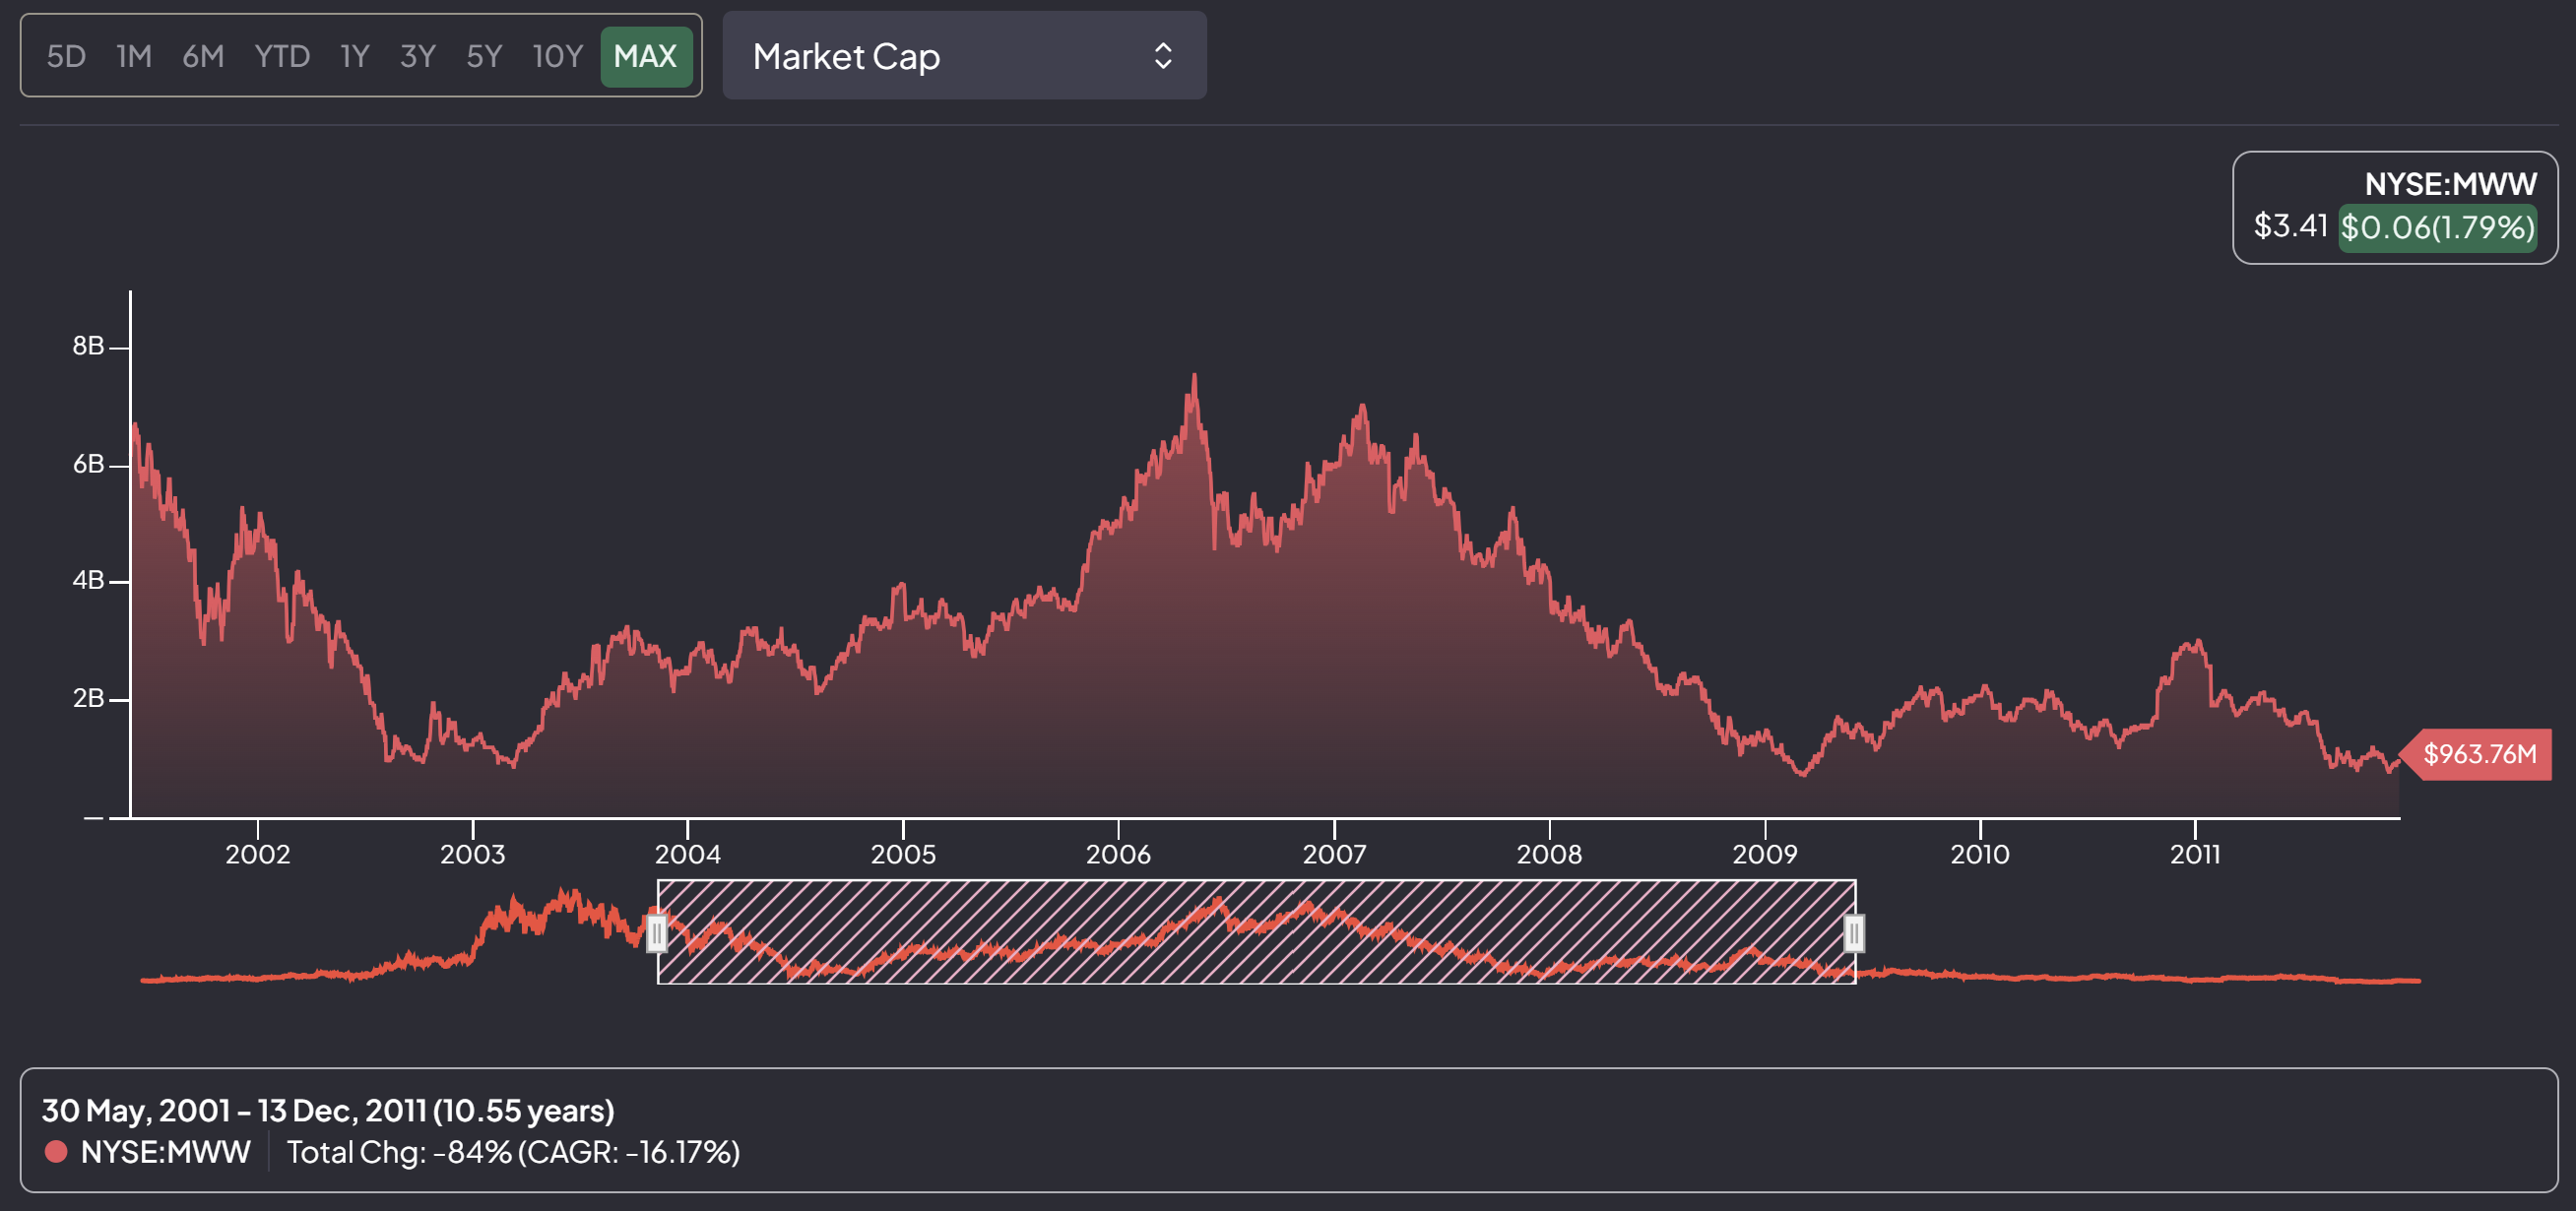 5D 1M 6M YTD 1Y 3Y 5Y 10Y MAX Market Cap
NYSE:MWW
$3.41 $0.06(1.79%)
8B
6B
4B
2B
—
$963.76M
2002 2003 2004 2005 2006 2007 2008 2009 2010 2011
30 May, 2001 - 13 Dec, 2011 (10.55 years)
NYSE:MWW Total Chg: -84% (CAGR: -16.17%)